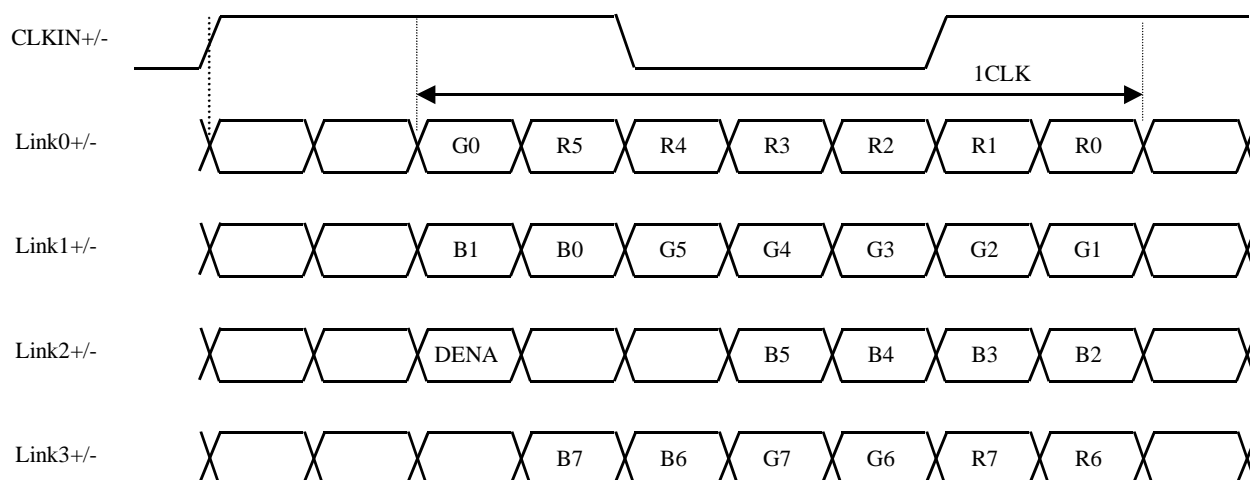 CLKIN+/-
1CLK
Link0+/- G0 R5 R4 R3 R2 R1 R0
Link1+/- B1 B0 G5 G4 G3 G2 G1
Link2+/- DENA B5 B4 B3 B2
Link3+/- B7 B6 G7 G6 R7 R6